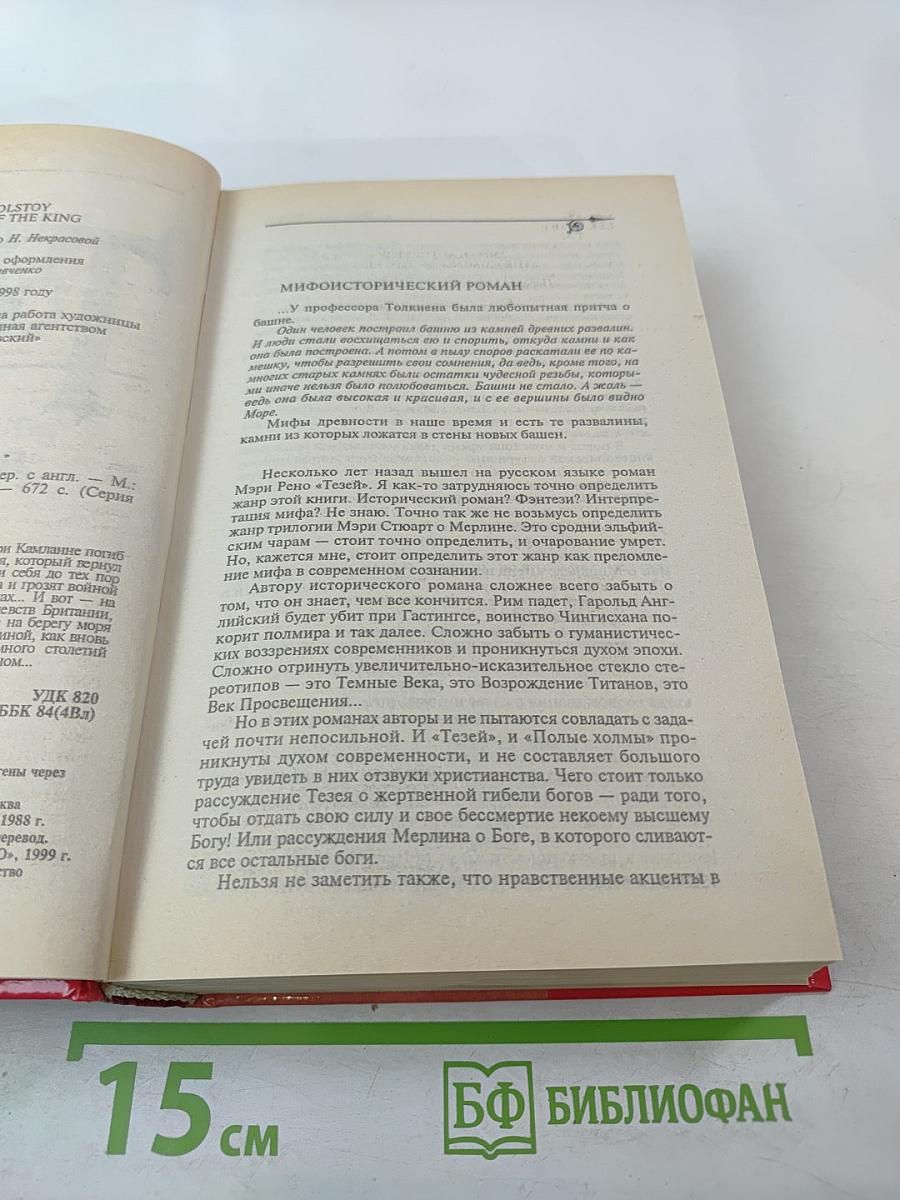 OLSTOY
OF THE KING
Н. Некрасовой
оформления
вченко
998 году
а работа художницы
ная агентством
вский»
ер. с англ. — М.:
— 672 с. (Серия
ри Камланне погиб
я, который вернул
и себя до тех пор
а и грозят войной
ах... И вот — на
евств Британии,
е на берегу моря
иной, как вновь
много столетий
ном...
УДК 820
ББК 84(4Вл)
гены через
ква
1988 г.
еревод.
О», 1999 г.
ство
МИФОИСТОРИЧЕСКИЙ РОМАН
...У профессора Толкиена была любопытная притча о
башне.
Один человек построил башню из камней древних развалин.
И люди стали восхищаться ею и спорить, откуда камни и как
она была построена. А потом в пылу споров раскатали ее по ка-
мешку, чтобы разрешить свои сомнения, да ведь, кроме того, на
многих старых камнях были остатки чудесной резьбы, которы-
ми иначе нельзя было полюбоваться. Башни не стало. А жаль —
ведь она была высокая и красивая, и с ее вершины было видно
Море.
Мифы древности в наше время и есть те развалины,
камни из которых ложатся в стены новых башен.
Несколько лет назад вышел на русском языке роман
Мэри Рено «Тезей». Я как-то затрудняюсь точно определить
жанр этой книги. Исторический роман? Фэнтези? Интерпре-
тация мифа? Не знаю. Точно так же не возьмусь определить
жанр трилогии Мэри Стюарт о Мерлине. Это сродни эльфий-
ским чарам — стоит точно определить, и очарование умрет.
Но, кажется мне, стоит определить этот жанр как преломле-
ние мифа в современном сознании.
Автору исторического романа сложнее всего забыть о
том, что он знает, чем все кончится. Рим падет, Гарольд Анг-
лийский будет убит при Гастингсе, воинство Чингисхана по-
корит полмира и так далее. Сложно забыть о гуманистичес-
ких воззрениях современников и проникнуться духом эпохи.
Сложно отринуть увеличительно-исказительное стекло сте-
реотипов — это Темные Века, это Возрождение Титанов, это
Век Просвещения...
Но в этих романах авторы и не пытаются совладать с зада-
чей почти непосильной. И «Тезей», и «Полые холмы» про-
никнуты духом современности, и не составляет большого
труда увидеть в них отзвуки христианства. Чего стоит только
рассуждение Тезея о жертвенной гибели богов — ради того,
чтобы отдать свою силу и свое бессмертие некоему высшему
Богу! Или рассуждения Мерлина о Боге, в которого сливают-
ся все остальные боги.
Нельзя не заметить также, что нравственные акценты в
15 см
БФ БИБЛИОФАН